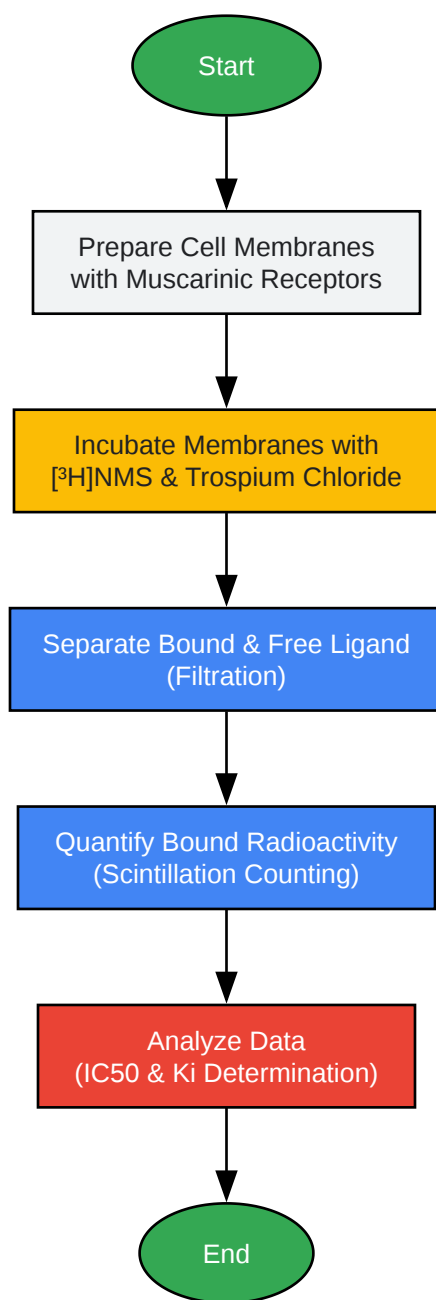 Start
Prepare Cell Membranes
with Muscarinic Receptors
Incubate Membranes with
[³H]NMS & Trospium Chloride
Separate Bound & Free Ligand
(Filtration)
Quantify Bound Radioactivity
(Scintillation Counting)
Analyze Data
(IC50 & Ki Determination)
End